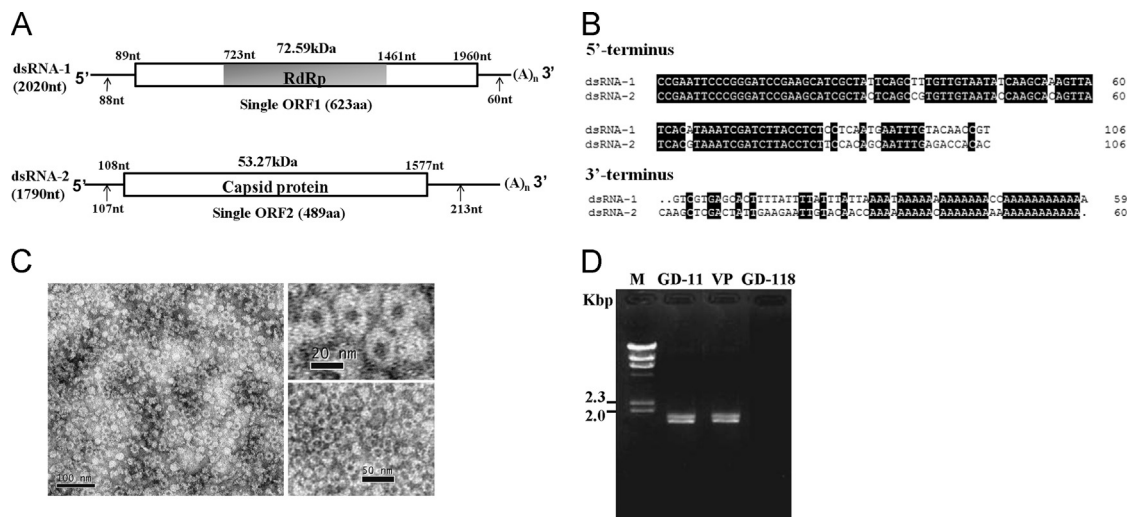 A
89nt 723nt 72.59kDa 1461nt 1960nt
dsRNA-1 5’ RdRp (A)n 3’
(2020nt)
88nt Single ORF1 (623aa) 60nt
108nt 53.27kDa 1577nt
dsRNA-2 5’ Capsid protein (A)n 3’
(1790nt)
107nt Single ORF2 (489aa) 213nt
B
5’-terminus
dsRNA-1 CCGAATTCCCGGGATCCGAAGCATCGCTATTCAGCTTTGTTGTAATATCAAGCAAAGTTA 60
dsRNA-2 CCGAATTCCCGGGATCCGAAGCATCGCTACTCAGCCGTGTTGTAATACCAAGCACAGTTA 60
dsRNA-1 TCACATAAATCGATCTTACCTCTCCTCAATGAATTTGTACAACCGT 106
dsRNA-2 TCACGTAAATCGATCTTACCTCTTCCACAGCAATTTGAGACCACAC 106
3’-terminus
dsRNA-1 ..GTCGTGAGCACTTTTATTTTATTTATTAAAATAAAAAAAAAAAAACCAAAAAAAAAAA 59
dsRNA-2 CAAGCTCGACTATTGAAGAATTGTACAACCAAAAAAAAACAAAAAAAAAAAAAAAAAAA. 60
C
100 nm
20 nm
50 nm
D
M GD-11 VP GD-118
Kbp
2.3
2.0